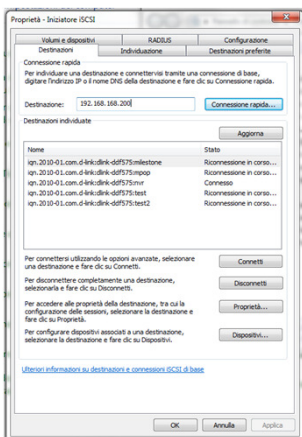 Proprietà - Iniziatore iSCSI
Volumi e dispositivi RADIUS Configurazione
Destinazioni Individuazione Destinazioni preferite
Connessione rapida
Per individuare una destinazione e connettervisi tramite una connessione di base,
digitare l'indirizzo IP o il nome DNS della destinazione e fare clic su Connessione rapida.
Destinazione: 192.168.168.200 Connessione rapida...
Destinazioni individuate
Aggiorna
Nome Stato
iqn.2010-01.com.d-link:dlink-ddf575:milestone Riconnessione in corso...
iqn.2010-01.com.d-link:dlink-ddf575:mpop Riconnessione in corso...
iqn.2010-01.com.d-link:dlink-ddf575:nvr Connesso
iqn.2010-01.com.d-link:dlink-ddf575:test Riconnessione in corso...
iqn.2010-01.com.d-link:dlink-ddf575:test2 Riconnessione in corso...
Per connettersi utilizzando le opzioni avanzate, selezionare
una destinazione e fare clic su Connetti.
Connetti
Per disconnettere completamente una destinazione,
selezionarla e fare clic su Disconnetti.
Disconnetti
Per accedere alle proprietà della destinazione, tra cui la
configurazione delle sessioni, selezionare la destinazione e
fare clic su Proprietà.
Proprietà...
Per configurare dispositivi associati a una destinazione,
selezionare la destinazione e fare clic su Dispositivi.
Dispositivi...
Ulteriori informazioni su destinazioni e connessioni iSCSI di base
OK Annulla Applica